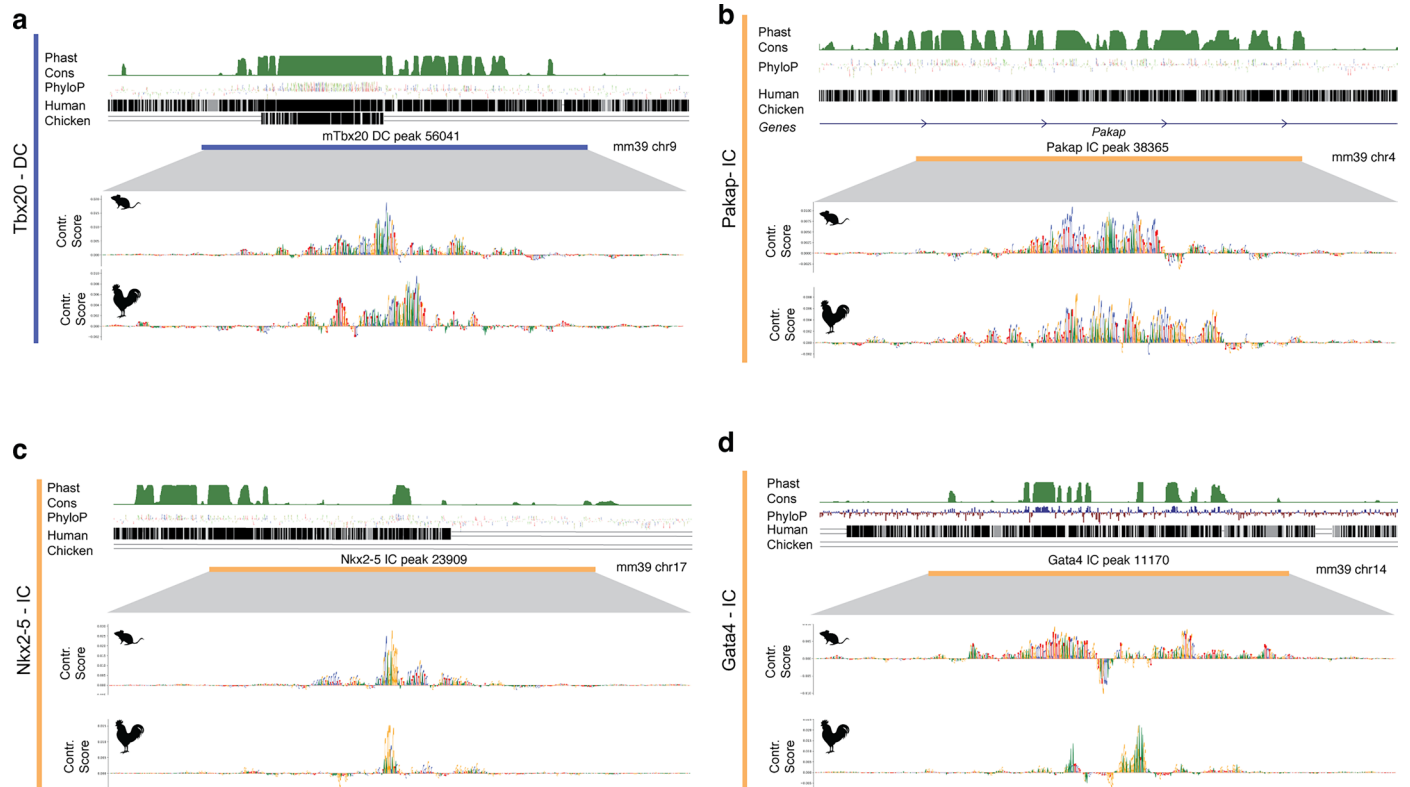 a
Tbx20 - DC
Phast
Cons
PhyloP
Human
Chicken
mTbx20 DC peak 56041
mm39 chr9
Contr.
Score
Contr.
Score
b
Pakap- IC
Phast
Cons
PhyloP
Human
Chicken
Genes
Pakap
Pakap IC peak 38365
mm39 chr4
Contr.
Score
Contr.
Score
c
Nkx2-5 - IC
Phast
Cons
PhyloP
Human
Chicken
Nkx2-5 IC peak 23909
mm39 chr17
Contr.
Score
Contr.
Score
d
Gata4 - IC
Phast
Cons
PhyloP
Human
Chicken
Gata4 IC peak 11170
mm39 chr14
Contr.
Score
Contr.
Score